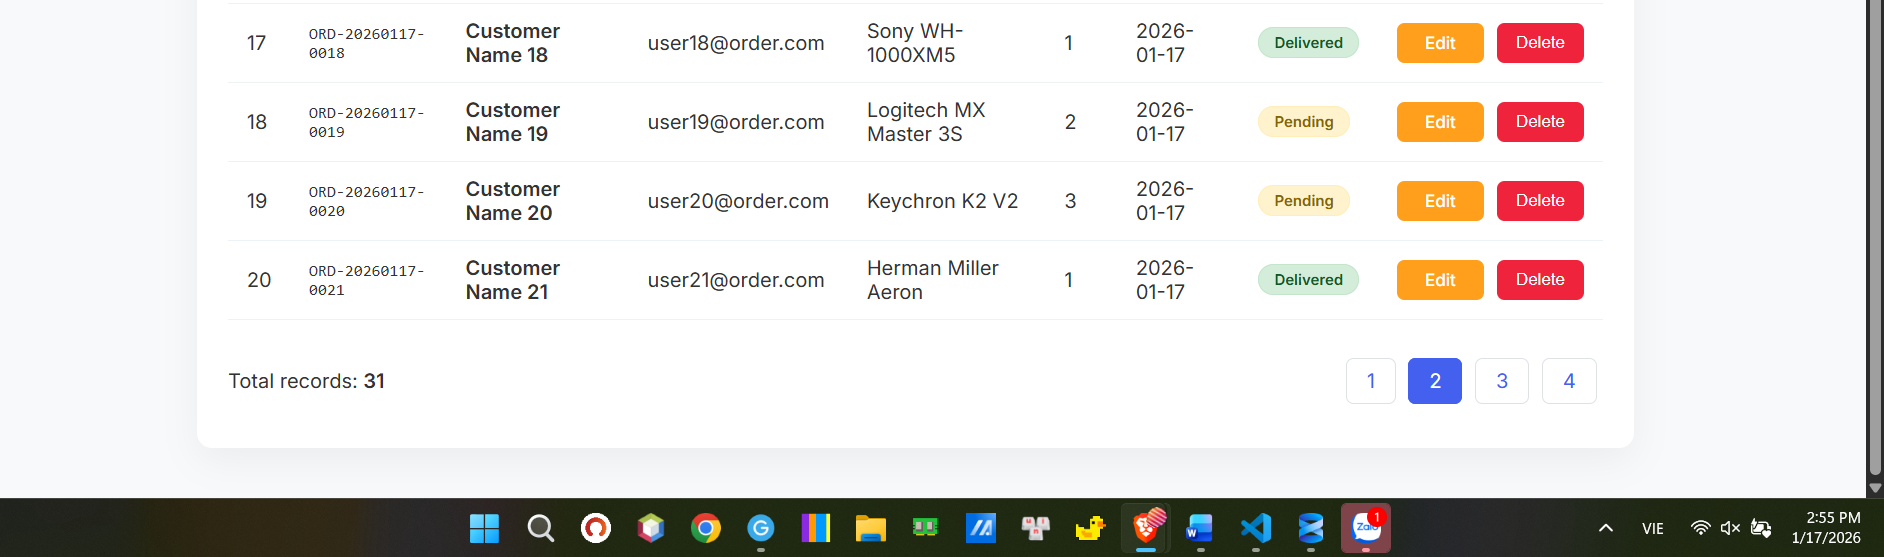 17 ORD-20260117-0018 Customer Name 18 user18@order.com Sony WH-1000XM5 1 2026-01-17 Delivered Edit Delete
18 ORD-20260117-0019 Customer Name 19 user19@order.com Logitech MX Master 3S 2 2026-01-17 Pending Edit Delete
19 ORD-20260117-0020 Customer Name 20 user20@order.com Keychron K2 V2 3 2026-01-17 Pending Edit Delete
20 ORD-20260117-0021 Customer Name 21 user21@order.com Herman Miller Aeron 1 2026-01-17 Delivered Edit Delete
Total records: 31
1 2 3 4
W Zalo 1 VIE 2:55 PM
1/17/2026